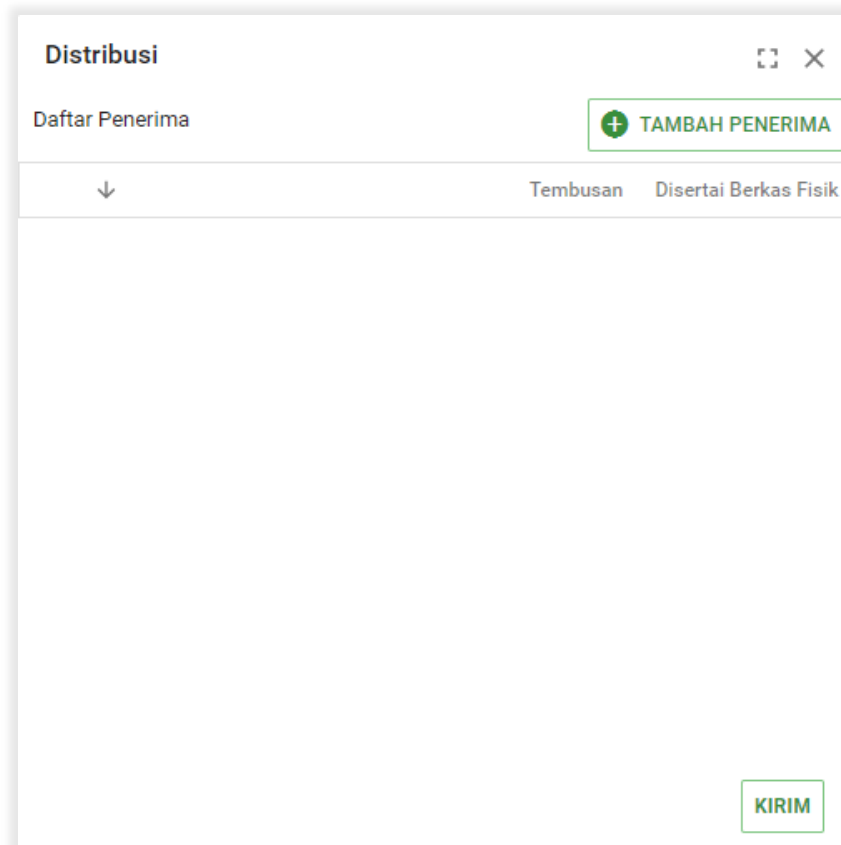 Distribusi
Daftar Penerima
TAMBAH PENERIMA
Tembusan Disertai Berkas Fisik
KIRIM